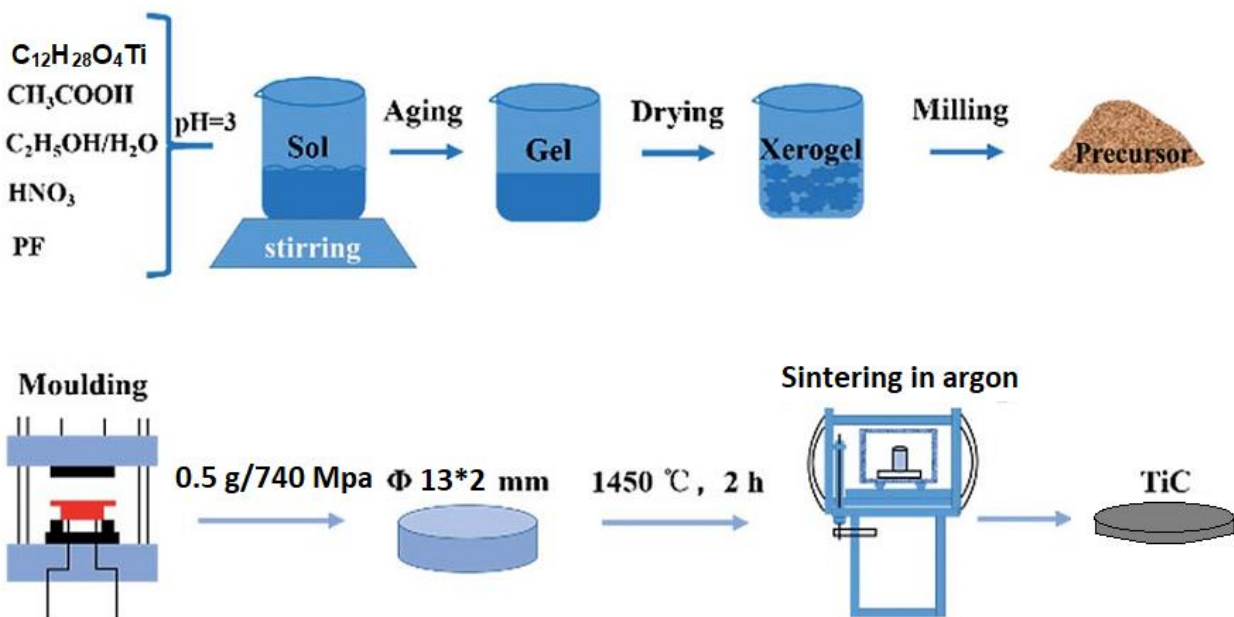 C₁₂H₂₈O₄Ti
CH₃COOH
C₂H₅OH/H₂O
HNO₃
PF
pH=3
Sol
stirring
Aging
Gel
Drying
Xerogel
Milling
Precursor
Moulding
0.5 g/740 Mpa
Φ 13*2 mm
1450 ℃, 2 h
Sintering in argon
TiC